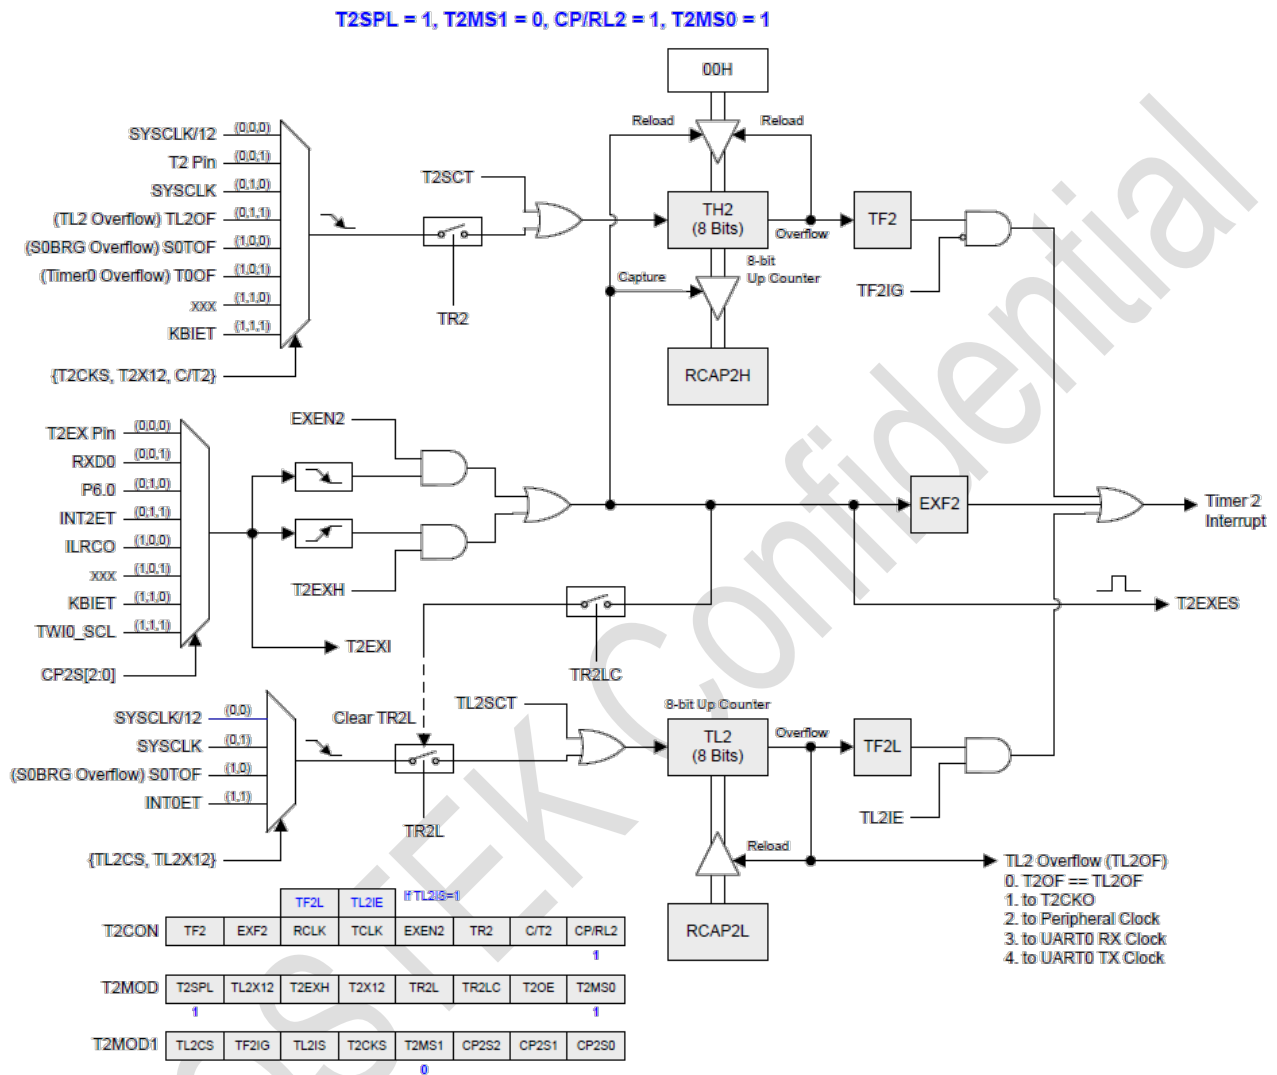 T2SPL = 1, T2MS1 = 0, CP/RL2 = 1, T2MS0 = 1
00H
Reload
Reload
SYSCLK/12 (0,0,0)
T2 Pin (0,0,1)
SYSCLK (0,1,0)
(TL2 Overflow) TL2OF (0,1,1)
(S0BRG Overflow) S0TOF (1,0,0)
(Timer0 Overflow) T0OF (1,0,1)
xxx (1,1,0)
KBIET (1,1,1)
{T2CKS, T2X12, C/T2}
TR2
T2SCT
TH2
(8 Bits)
Overflow
8-bit
Up Counter
TF2
TF2IG
Capture
RCAP2H
T2EX Pin (0,0,0)
RXD0 (0,0,1)
P6.0 (0,1,0)
INT2ET (0,1,1)
ILRCO (1,0,0)
xxx (1,0,1)
KBIET (1,1,0)
TWI0_SCL (1,1,1)
CP2S[2:0]
EXEN2
T2EXH
T2EXI
EXF2
Timer 2
Interrupt
T2EXES
TR2LC
SYSCLK/12 (0,0)
SYSCLK (0,1)
(S0BRG Overflow) S0TOF (1,0)
INT0ET (1,1)
{TL2CS, TL2X12}
Clear TR2L
TR2L
TL2SCT
8-bit Up Counter
TL2
(8 Bits)
Overflow
TF2L
TL2IE
Reload
RCAP2L
TL2 Overflow (TL2OF)
0. T2OF == TL2OF
1. to T2CKO
2. to Peripheral Clock
3. to UART0 RX Clock
4. to UART0 TX Clock
TF2L TL2IE If TL2IS=1
T2CON TF2 EXF2 RCLK TCLK EXEN2 TR2 C/T2 CP/RL2
1
T2MOD T2SPL TL2X12 T2EXH T2X12 TR2L TR2LC T2OE T2MS0
1 1
T2MOD1 TL2CS TF2IG TL2IS T2CKS T2MS1 CP2S2 CP2S1 CP2S0
0
Confidential